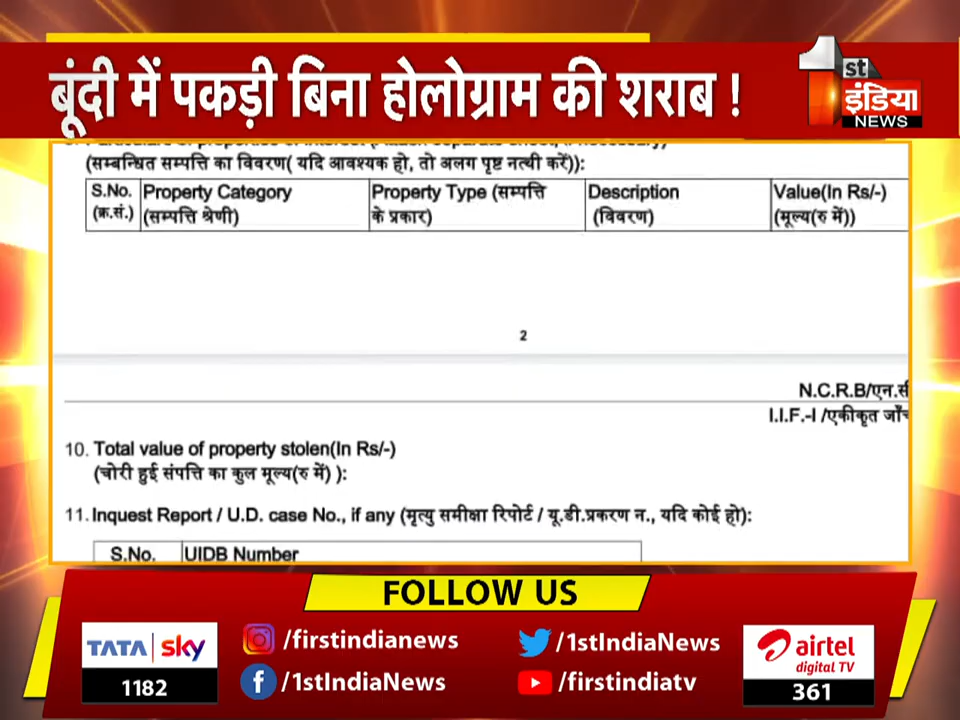 बूंदी में पकड़ी बिना होलोग्राम की शराब !
1st
इंडिया
NEWS
(सम्बन्धित सम्पत्ति का विवरण( यदि आवश्यक हो, तो अलग पृष्ट नत्थी करें)):
S.No. Property Category Property Type (सम्पत्ति Description Value(In Rs/-)
(क्र.सं.) (सम्पत्ति श्रेणी) के प्रकार) (विवरण) (मूल्य(रु में))
2
N.C.R.B/एन.सी
I.I.F.-I /एकीकृत जाँच
10. Total value of property stolen(In Rs/-)
(चोरी हुई संपत्ति का कुल मूल्य(रु में) ):
11. Inquest Report / U.D. case No., if any (मृत्यु समीक्षा रिपोर्ट / यू.डी.प्रकरण न., यदि कोई हो):
S.No. UIDB Number
FOLLOW US
TATA sky
1182
/firstindianews
/1stIndiaNews
/1stIndiaNews
/firstindiatv
airtel
digital TV
361